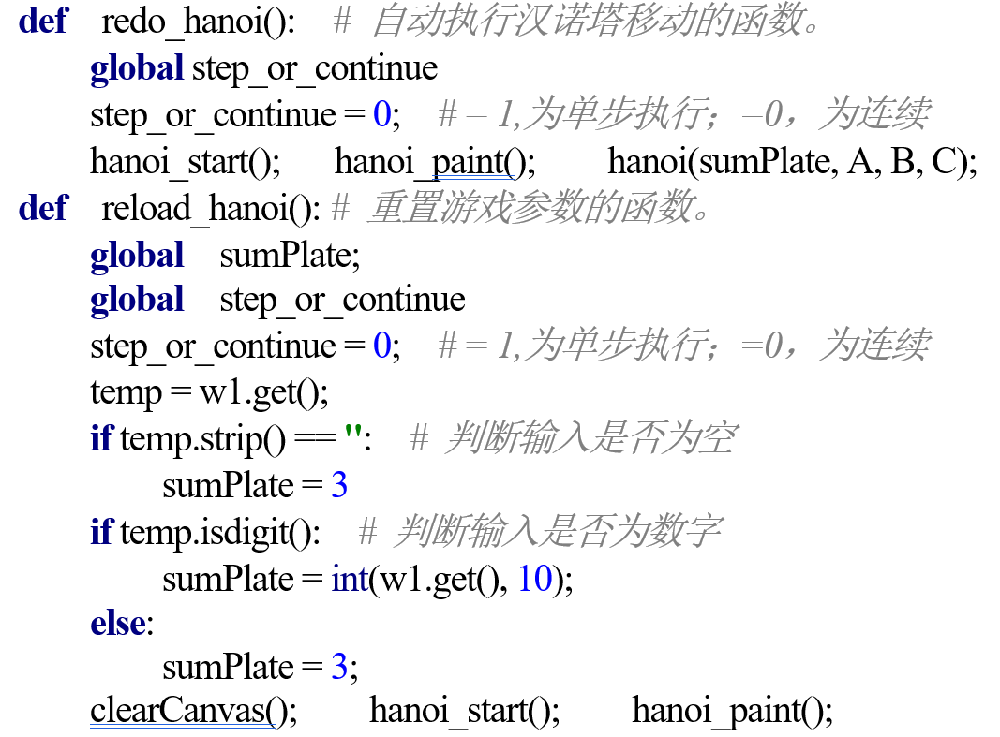 def redo_hanoi(): # 自动执行汉诺塔移动的函数。
global step_or_continue
step_or_continue = 0; # = 1,为单步执行；=0，为连续
hanoi_start(); hanoi_paint(); hanoi(sumPlate, A, B, C);
def reload_hanoi(): # 重置游戏参数的函数。
global sumPlate;
global step_or_continue
step_or_continue = 0; # = 1,为单步执行；=0，为连续
temp = w1.get();
if temp.strip() == '': # 判断输入是否为空
sumPlate = 3
if temp.isdigit(): # 判断输入是否为数字
sumPlate = int(w1.get(), 10);
else:
sumPlate = 3;
clearCanvas(); hanoi_start(); hanoi_paint();